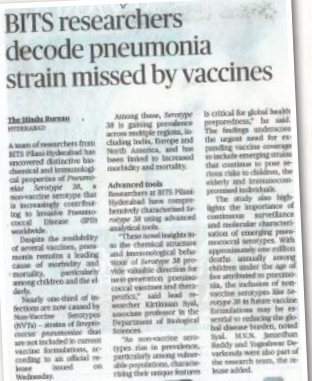 BITS researchers
decode pneumonia
strain missed by vaccines
The Hindu Bureau
HYDERABAD
A team of researchers from
BITS Pilani-Hyderabad has
uncovered distinctive bio-
chemical and immunologi-
cal properties of Pneumo-
niae Serotype 38, a
non-vaccine serotype that
is increasingly contribut-
ing to Invasive Pneumo-
coccal Disease (IPD)
worldwide.
Despite the availability
of several vaccines, pneu-
monia remains a leading
cause of morbidity and
mortality, particularly
among children and the el-
derly.
Nearly one-third of in-
fections are now caused by
Non-Vaccine Serotypes
(NVTs) – strains of Strepto-
coccus pneumoniae that
are not included in current
vaccine formulations, ac-
cording to an official re-
lease issued on
Wednesday.
Among these, Serotype
38 is gaining prevalence
across multiple regions, in-
cluding India, Europe and
North America, and has
been linked to increased
morbidity and mortality.
Advanced tools
Researchers at BITS Pilani-
Hyderabad have compre-
hensively characterised Se-
rotype 38 using advanced
analytical tools.
"These novel insights in-
to the chemical structure
and immunological beha-
viour of Serotype 38 pro-
vide valuable direction for
next-generation pneumo-
coccal vaccines and thera-
peutics," said lead re-
searcher Kirtimaan Syal,
associate professor in the
Department of Biological
Sciences.
"As non-vaccine sero-
types rise in prevalence,
particularly among vulner-
able populations, characte-
rising their unique features
is critical for global health
preparedness," he said.
The findings underscore
the urgent need for ex-
panding vaccine coverage
to include emerging strains
that continue to pose se-
rious risks to children, the
elderly and immunocom-
promised individuals.
The study also high-
lights the importance of
continuous surveillance
and molecular characteri-
sation of emerging pneu-
mococcal serotypes. With
approximately one million
deaths annually among
children under the age of
five attributed to pneumo-
nia, the inclusion of non
vaccine serotypes like Se-
rotype 38 in future vaccine
formulations may be es-
sential to reducing the glo-
bal disease burden, noted
Syal. M.V.N. Janardhan
Reddy and Yogeshwar De-
varlonda were also part of
the research team, the re-
lease added.